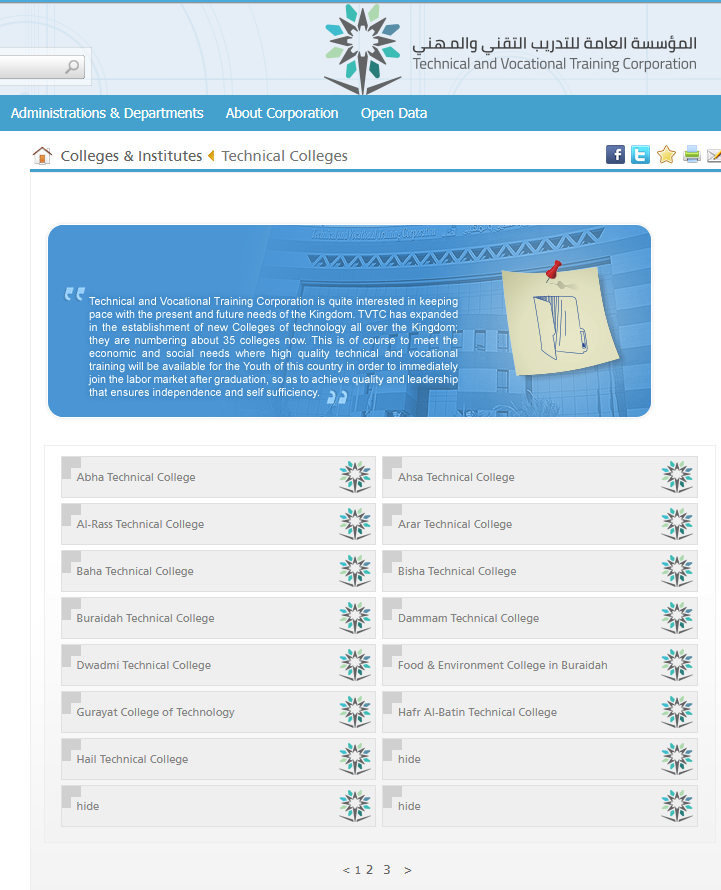 المؤسسة العامة للتدريب التقني والمهني
Technical and Vocational Training Corporation
Administrations & Departments About Corporation Open Data
Colleges & Institutes Technical Colleges
Technical and Vocational Training Corporation is quite interested in keeping
pace with the present and future needs of the Kingdom. TVTC has expanded
in the establishment of new Colleges of technology all over the Kingdom;
they are numbering about 35 colleges now. This is of course to meet the
economic and social needs where high quality technical and vocational
training will be available for the Youth of this country in order to immediately
join the labor market after graduation, so as to achieve quality and leadership
that ensures independence and self sufficiency.
Abha Technical College Ahsa Technical College
Al-Rass Technical College Arar Technical College
Baha Technical College Bisha Technical College
Buraidah Technical College Dammam Technical College
Dwadmi Technical College Food & Environment College in Buraidah
Gurayat College of Technology Hafr Al-Batin Technical College
Hail Technical College hide
hide hide
< 1 2 3 >